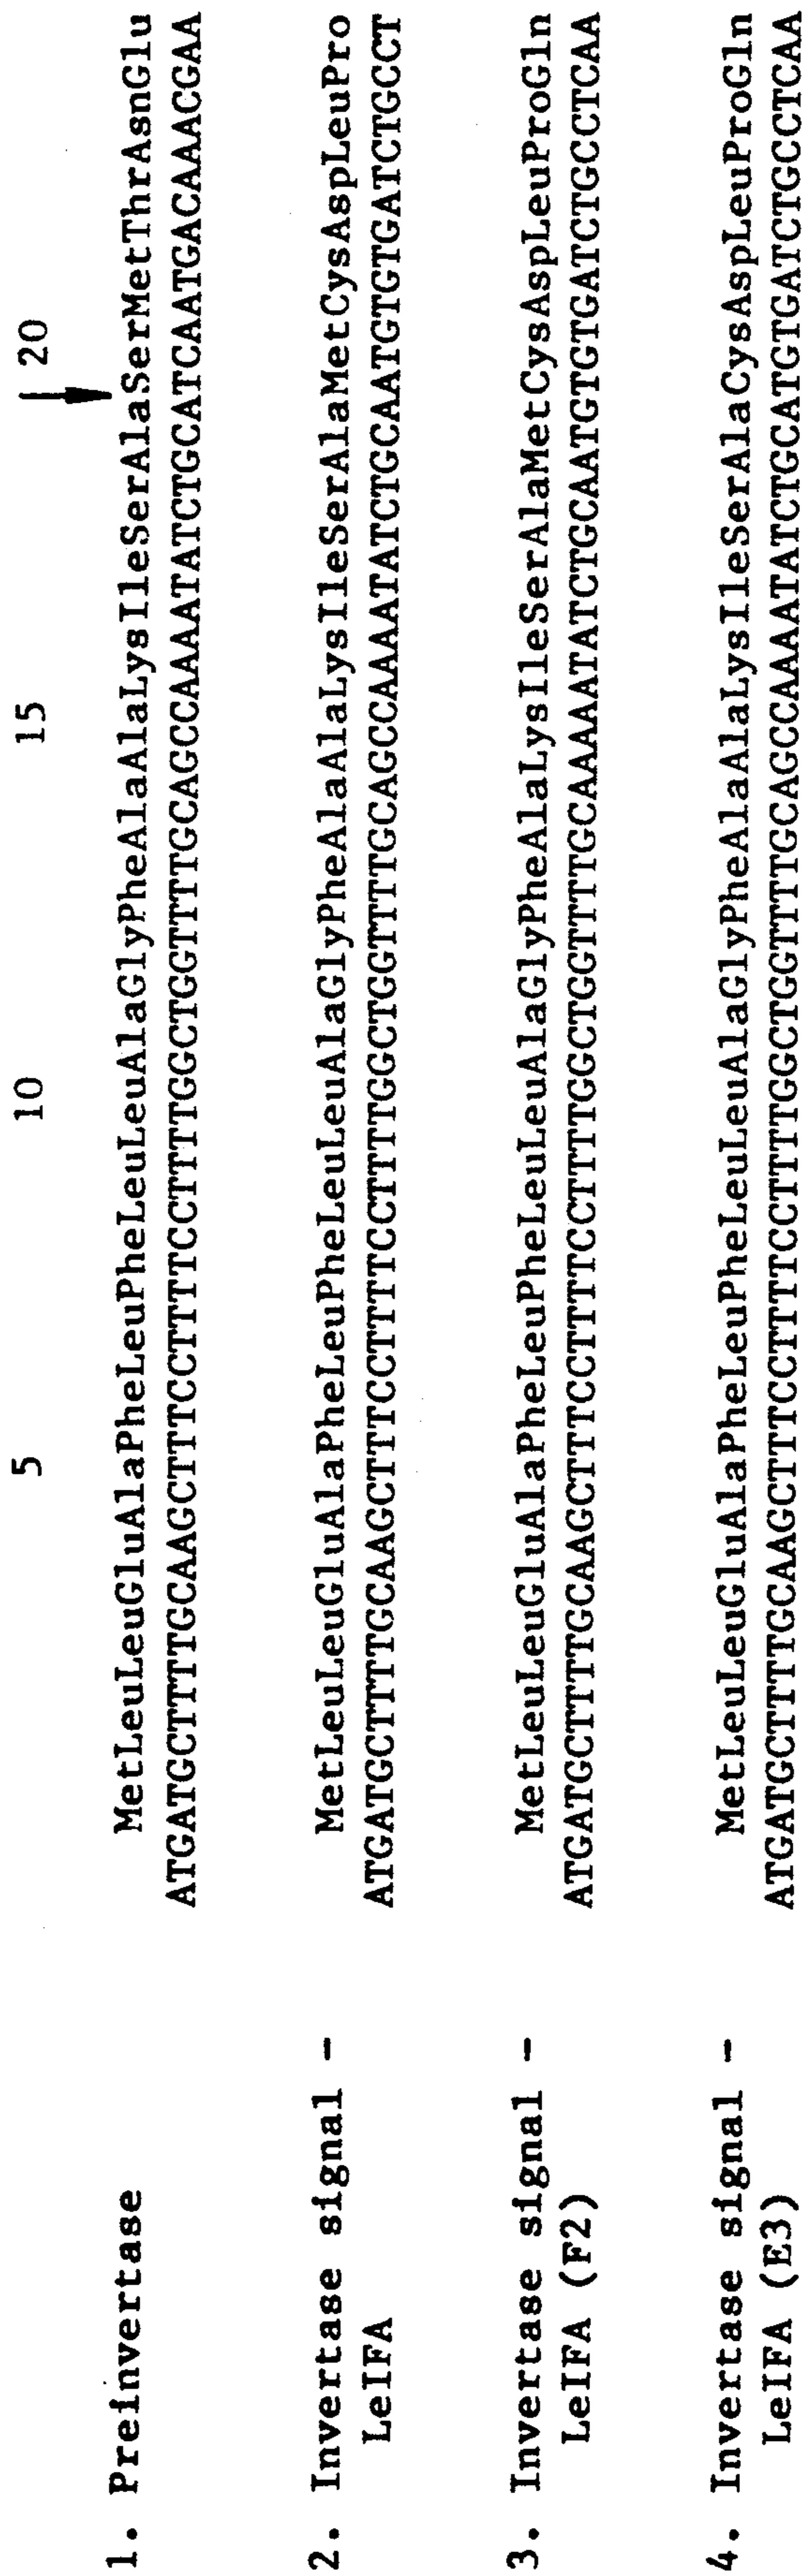 5 10 15 20
1. Preinvertase
MetLeuLeuGluAlaPheLeuPheLeuLeuAlaGlyPheAlaAlaLysIleSerAlaSerMetThrAsnGlu
ATGATGCTTTTGCAAGCTTTCCTTTTCCTTTTGGCTGGTTTTGCAGCCAAAATATCTGCATCAATGACAAACGAA
2. Invertase signal -
LeIFA
MetLeuLeuGluAlaPheLeuPheLeuLeuAlaGlyPheAlaAlaLysIleSerAlaMetCysAspLeuPro
ATGATGCTTTTGCAAGCTTTCCTTTTCCTTTTGGCTGGTTTTGCAGCCAAAATATCTGCAATGTGTGATCTGCCT
3. Invertase signal -
LeIFA (F2)
MetLeuLeuGluAlaPheLeuPheLeuLeuAlaGlyPheAlaLysIleSerAlaMetCysAspLeuProGln
ATGATGCTTTTGCAAGCTTTCCTTTTCCTTTTGGCTGGTTTTGCAAAAATATCTGCAATGTGTGATCTGCCTCAA
4. Invertase signal -
LeIFA (E3)
MetLeuLeuGluAlaPheLeuPheLeuLeuAlaGlyPheAlaAlaLysIleSerAlaCysAspLeuProGln
ATGATGCTTTTGCAAGCTTTCCTTTTCCTTTTGGCTGGTTTTGCAGCCAAAATATCTGCATGTGATCTGCCTCAA